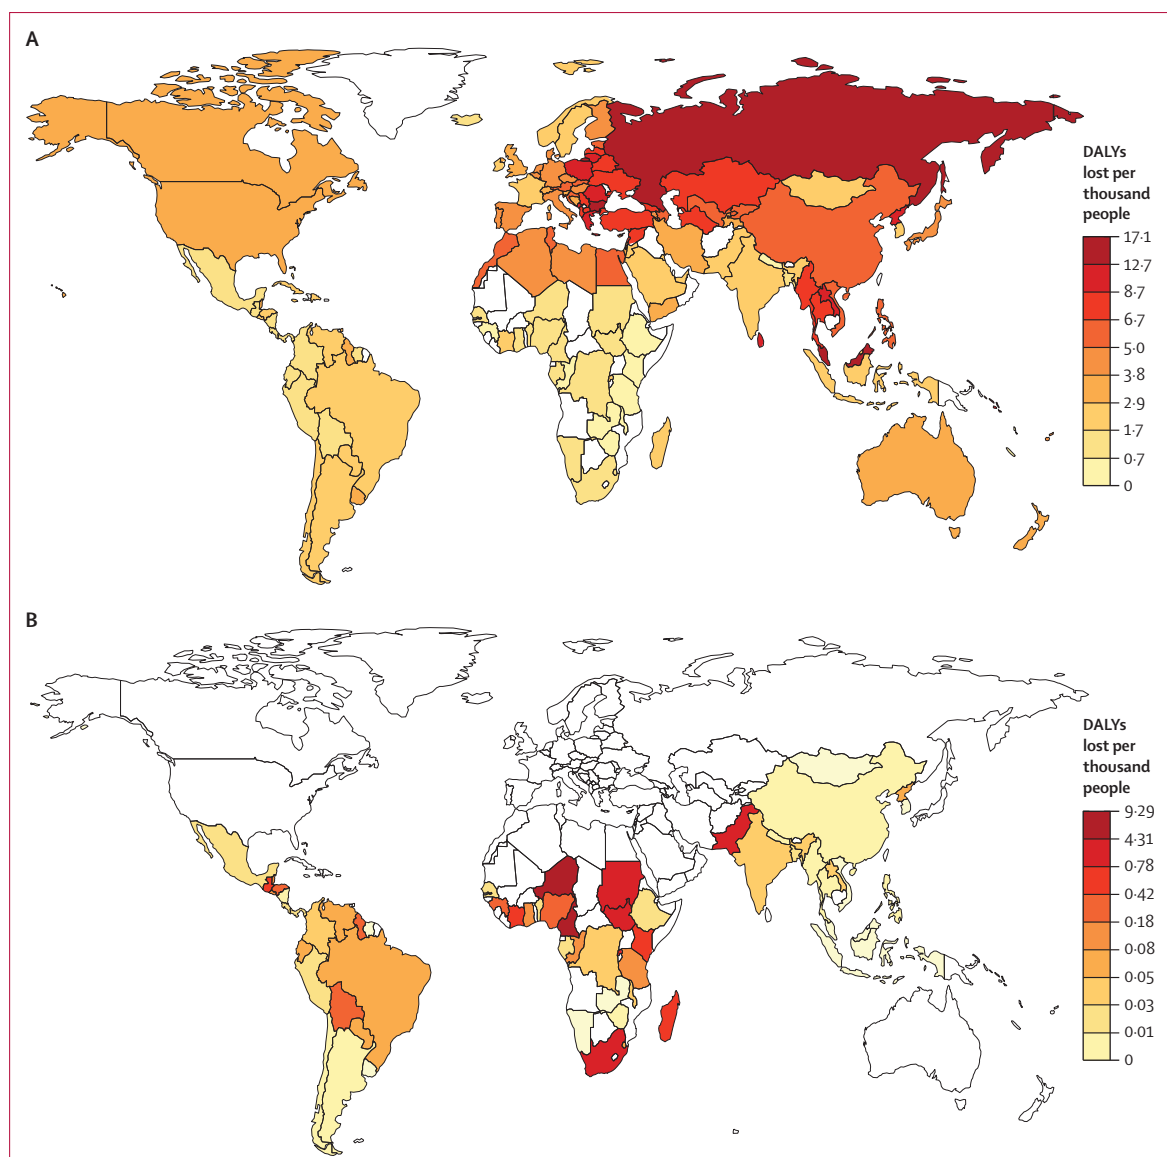 A
DALYs
lost per
thousand
people
17·1
12·7
8·7
6·7
5·0
3·8
2·9
1·7
0·7
0
B
DALYs
lost per
thousand
people
9·29
4·31
0·78
0·42
0·18
0·08
0·05
0·03
0·01
0